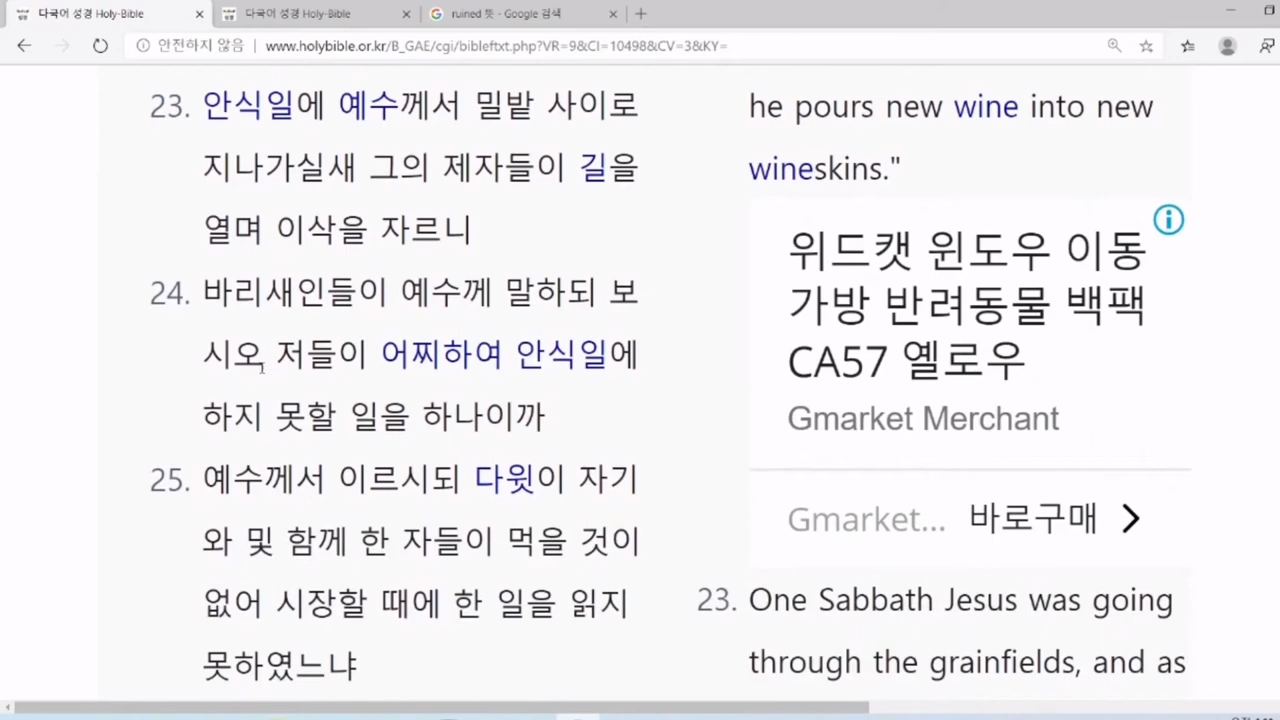 다국어 성경 Holy-Bible
다국어 성경 Holy-Bible
ruined 뜻 - Google 검색
안전하지 않음 | www.holybible.or.kr/B_GAE/cgi/bibleftxt.php?VR=9&CI=10498&CV=3&KY=
23. 안식일에 예수께서 밀밭 사이로
지나가실새 그의 제자들이 길을
열며 이삭을 자르니
24. 바리새인들이 예수께 말하되 보
시오 저들이 어찌하여 안식일에
하지 못할 일을 하나이까
25. 예수께서 이르시되 다윗이 자기
와 및 함께 한 자들이 먹을 것이
없어 시장할 때에 한 일을 읽지
못하였느냐
he pours new wine into new
wineskins."
위드캣 윈도우 이동
가방 반려동물 백팩
CA57 옐로우
Gmarket Merchant
Gmarket... 바로구매
23. One Sabbath Jesus was going
through the grainfields, and as